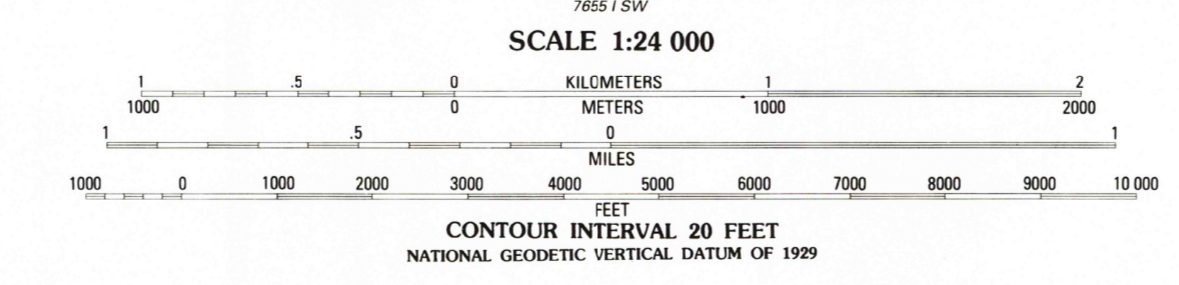 7655 I SW
SCALE 1:24 000
1 .5 0 KILOMETERS 1 2
1000 0 METERS 1000 2000
1 .5 0 1
MILES
1000 0 1000 2000 3000 4000 5000 6000 7000 8000 9000 10 000
FEET
CONTOUR INTERVAL 20 FEET
NATIONAL GEODETIC VERTICAL DATUM OF 1929